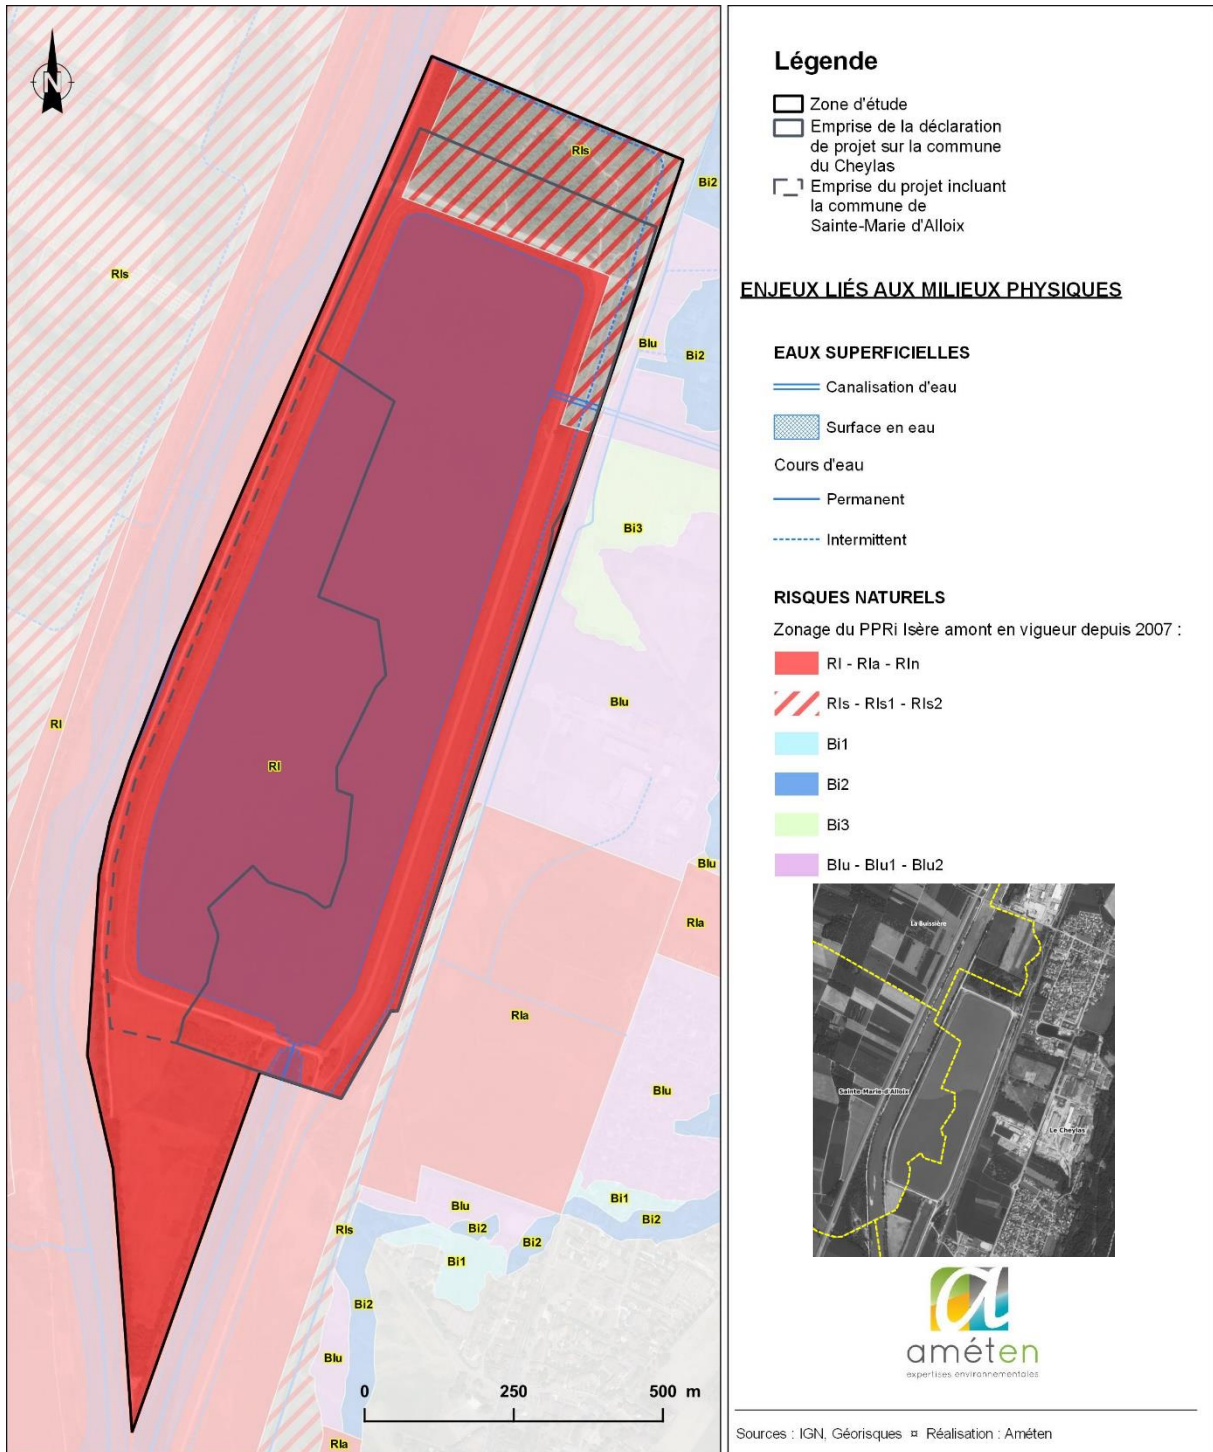 N
RIs
Bi2
RIs
Blu
Bi2
Bi3
Blu
RI
RI
Blu
RIa
RIa
Blu
Bi1
Blu
Bi2
Bi2
RIs
Bi2
Bi1
Bi2
Blu
RIa
0 250 500 m
Légende
Zone d'étude
Emprise de la déclaration
de projet sur la commune
du Cheylas
Emprise du projet incluant
la commune de
Sainte-Marie d'Alloix
ENJEUX LIÉS AUX MILIEUX PHYSIQUES
EAUX SUPERFICIELLES
Canalisation d'eau
Surface en eau
Cours d'eau
Permanent
Intermittent
RISQUES NATURELS
Zonage du PPRi Isère amont en vigueur depuis 2007 :
RI - RIa - RIn
RIs - RIs1 - RIs2
Bi1
Bi2
Bi3
Blu - Blu1 - Blu2
La Buissière
Sainte-Marie d'Alloix
Le Cheylas
a
améten
expertises environnementales
Sources : IGN, Géorisques ¤ Réalisation : Améten